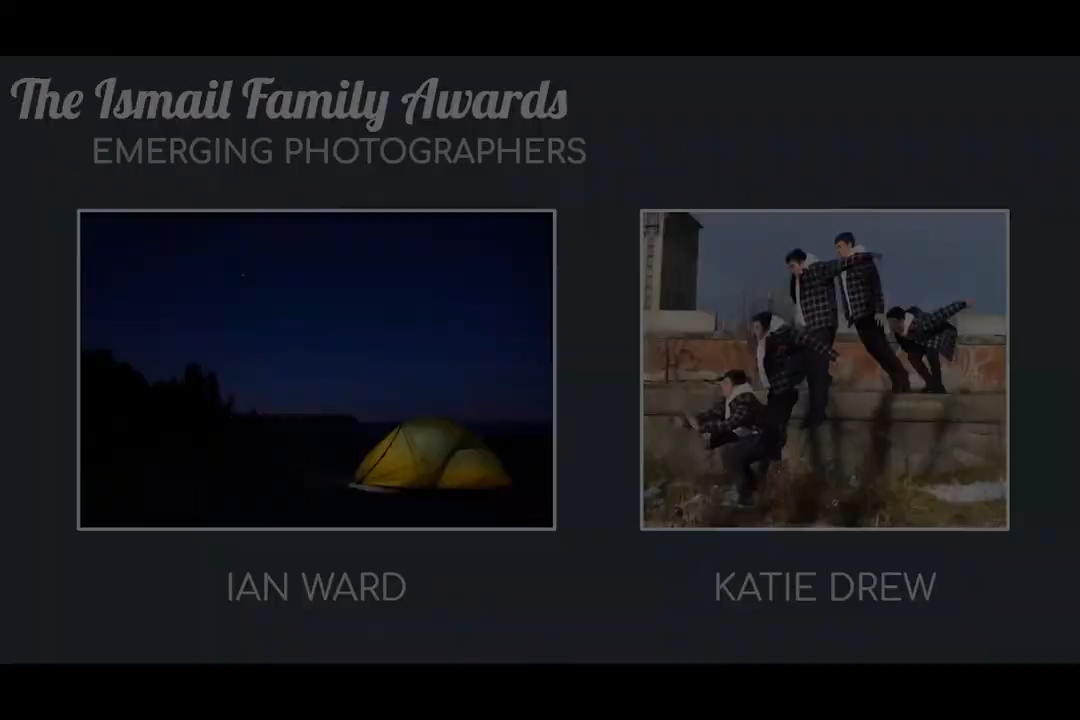 The Ismail Family Awards
EMERGING PHOTOGRAPHERS
IAN WARD
KATIE DREW